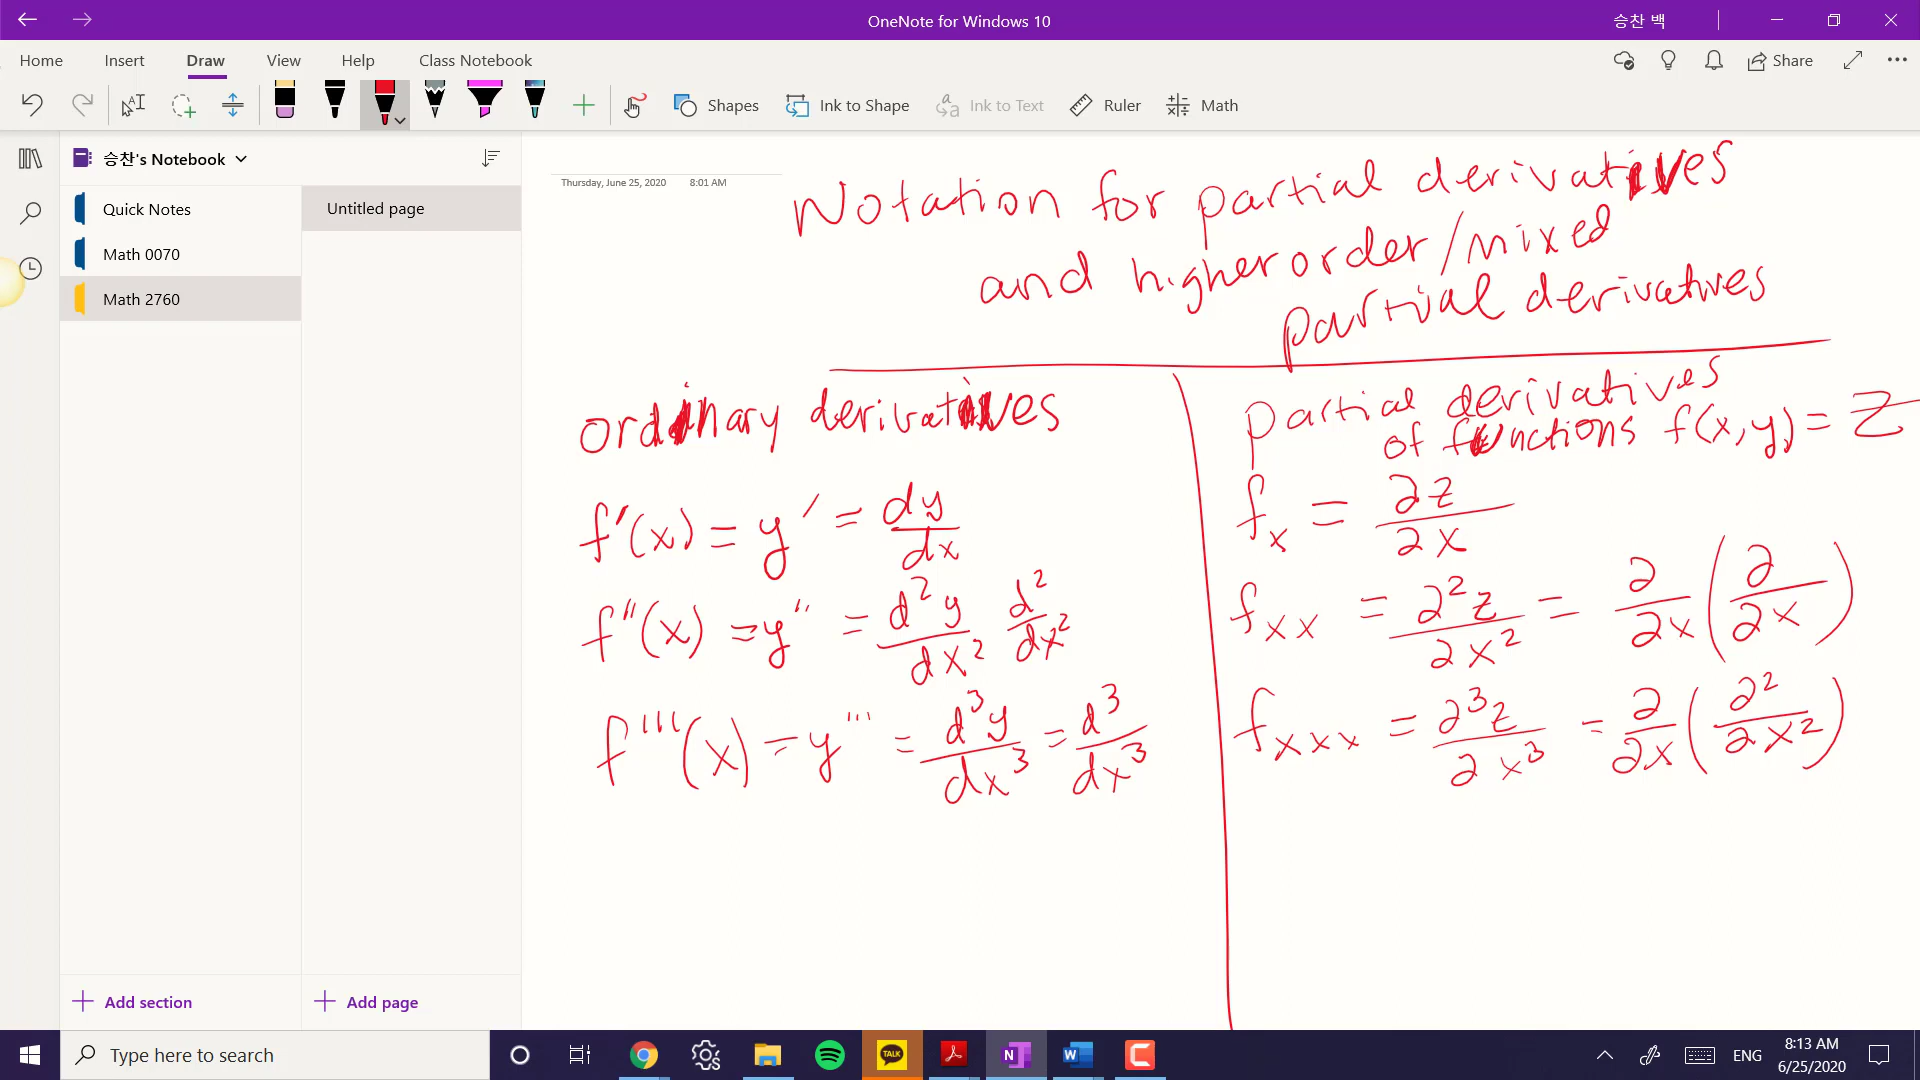 OneNote for Windows 10
승찬 백
Home Insert Draw View Help Class Notebook
Share
Shapes Ink to Shape Ink to Text Ruler Math
승찬's Notebook
Quick Notes
Math 0070
Math 2760
Untitled page
Thursday, June 25, 2020 8:01 AM
Notation for partial derivatives
and higher order/mixed
partial derivatives
ordinary derivatives
f'(x) = y' = dy/dx
f''(x) = y'' = d²y/dx² d²/dx²
f'''(x) = y''' = d³y/dx³ = d³/dx³
partial derivatives
of functions f(x,y) = z
fₓ = ∂z/∂x
fₓₓ = ∂²z/∂x² = ∂/∂x (∂/∂x)
fₓₓₓ = ∂³z/∂x³ = ∂/∂x (∂²/∂x²)
Add section
Add page
Type here to search
TALK
N
W
ENG
8:13 AM
6/25/2020